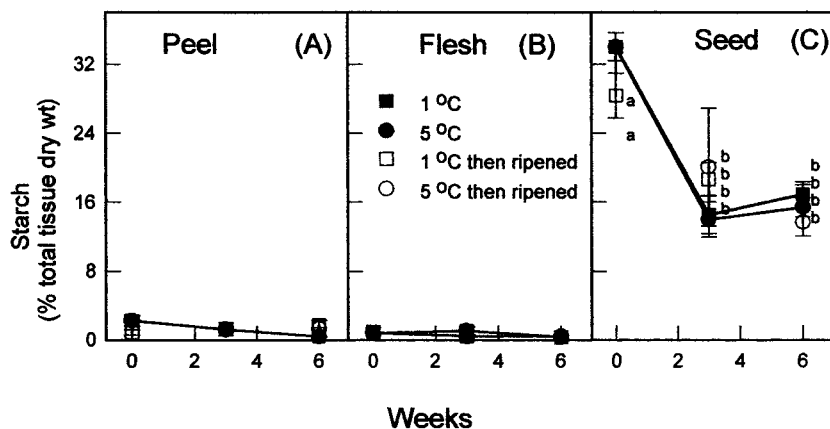 Peel (A)
Flesh (B)
Seed (C)
32
24
16
8
0
Starch
(% total tissue dry wt)
1 °C
5 °C
1 °C then ripened
5 °C then ripened
a
a
b
b
b
b
b
b
b
b
0 2 4 6
0 2 4 6
0 2 4 6
Weeks